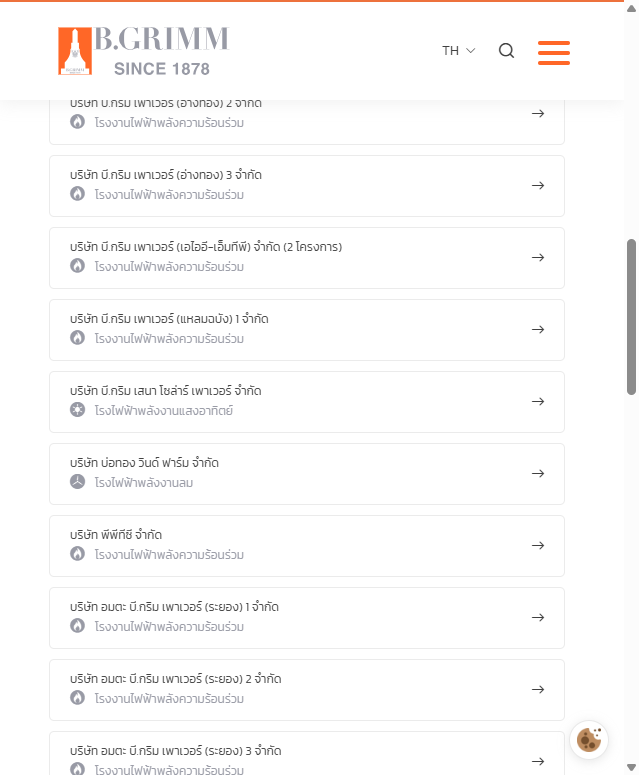 B.GRIMM
SINCE 1878
TH
บริษัท บี.กริม เพาเวอร์ (อ่างทอง) 2 จำกัด
โรงงานไฟฟ้าพลังความร้อนร่วม
บริษัท บี.กริม เพาเวอร์ (อ่างทอง) 3 จำกัด
โรงงานไฟฟ้าพลังความร้อนร่วม
บริษัท บี.กริม เพาเวอร์ (เอไออี-เอ็มทีพี) จำกัด (2 โครงการ)
โรงงานไฟฟ้าพลังความร้อนร่วม
บริษัท บี.กริม เพาเวอร์ (แหลมฉบัง) 1 จำกัด
โรงงานไฟฟ้าพลังความร้อนร่วม
บริษัท บี.กริม เสนา โซล่าร์ เพาเวอร์ จำกัด
โรงไฟฟ้าพลังงานแสงอาทิตย์
บริษัท บ่อทอง วินด์ ฟาร์ม จำกัด
โรงไฟฟ้าพลังงานลม
บริษัท พีพีทีซี จำกัด
โรงงานไฟฟ้าพลังความร้อนร่วม
บริษัท อมตะ บี.กริม เพาเวอร์ (ระยอง) 1 จำกัด
โรงงานไฟฟ้าพลังความร้อนร่วม
บริษัท อมตะ บี.กริม เพาเวอร์ (ระยอง) 2 จำกัด
โรงงานไฟฟ้าพลังความร้อนร่วม
บริษัท อมตะ บี.กริม เพาเวอร์ (ระยอง) 3 จำกัด
โรงงานไฟฟ้าพลังความร้อนร่วม